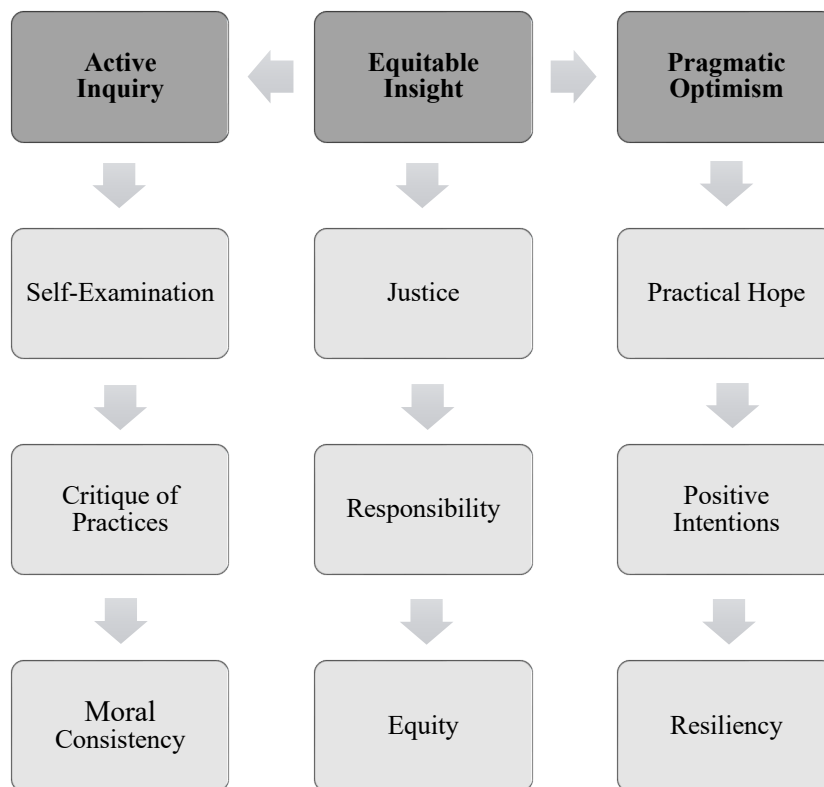 Active
Inquiry
Equitable
Insight
Pragmatic
Optimism
Self-Examination
Justice
Practical Hope
Critique of
Practices
Responsibility
Positive
Intentions
Moral
Consistency
Equity
Resiliency